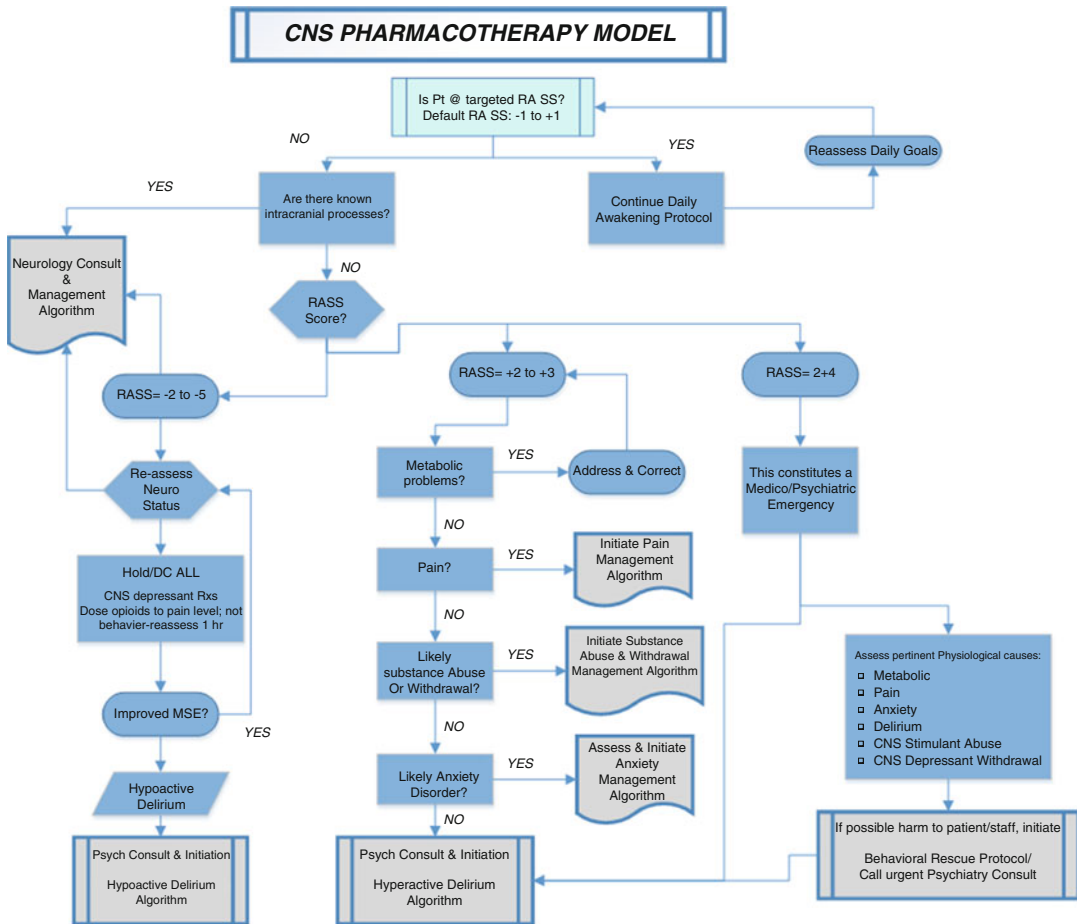 CNS PHARMACOTHERAPY MODEL
Is Pt @ targeted RA SS?
Default RA SS: -1 to +1
NO
YES
Reassess Daily Goals
YES
Are there known
intracranial processes?
Continue Daily
Awakening Protocol
Neurology Consult
&
Management
Algorithm
NO
RASS
Score?
RASS= -2 to -5
RASS= +2 to +3
RASS= 2+4
Re-assess
Neuro
Status
Metabolic
problems?
YES
Address & Correct
This constitutes a
Medico/Psychiatric
Emergency
NO
Hold/DC ALL
CNS depressant Rxs
Dose opioids to pain level; not
behavier-reassess 1 hr
Pain?
YES
Initiate Pain
Management
Algorithm
NO
Likely
substance Abuse
Or Withdrawal?
YES
Initiate Substance
Abuse & Withdrawal
Management Algorithm
Assess pertinent Physiological causes:
Metabolic
Pain
Anxiety
Delirium
CNS Stimulant Abuse
CNS Depressant Withdrawal
Improved MSE?
YES
NO
Likely Anxiety
Disorder?
YES
Assess & Initiate
Anxiety
Management
Algorithm
Hypoactive
Delirium
NO
Psych Consult & Initiation
Hypoactive Delirium
Algorithm
Psych Consult & Initiation
Hyperactive Delirium
Algorithm
If possible harm to patient/staff, initiate
Behavioral Rescue Protocol/
Call urgent Psychiatry Consult